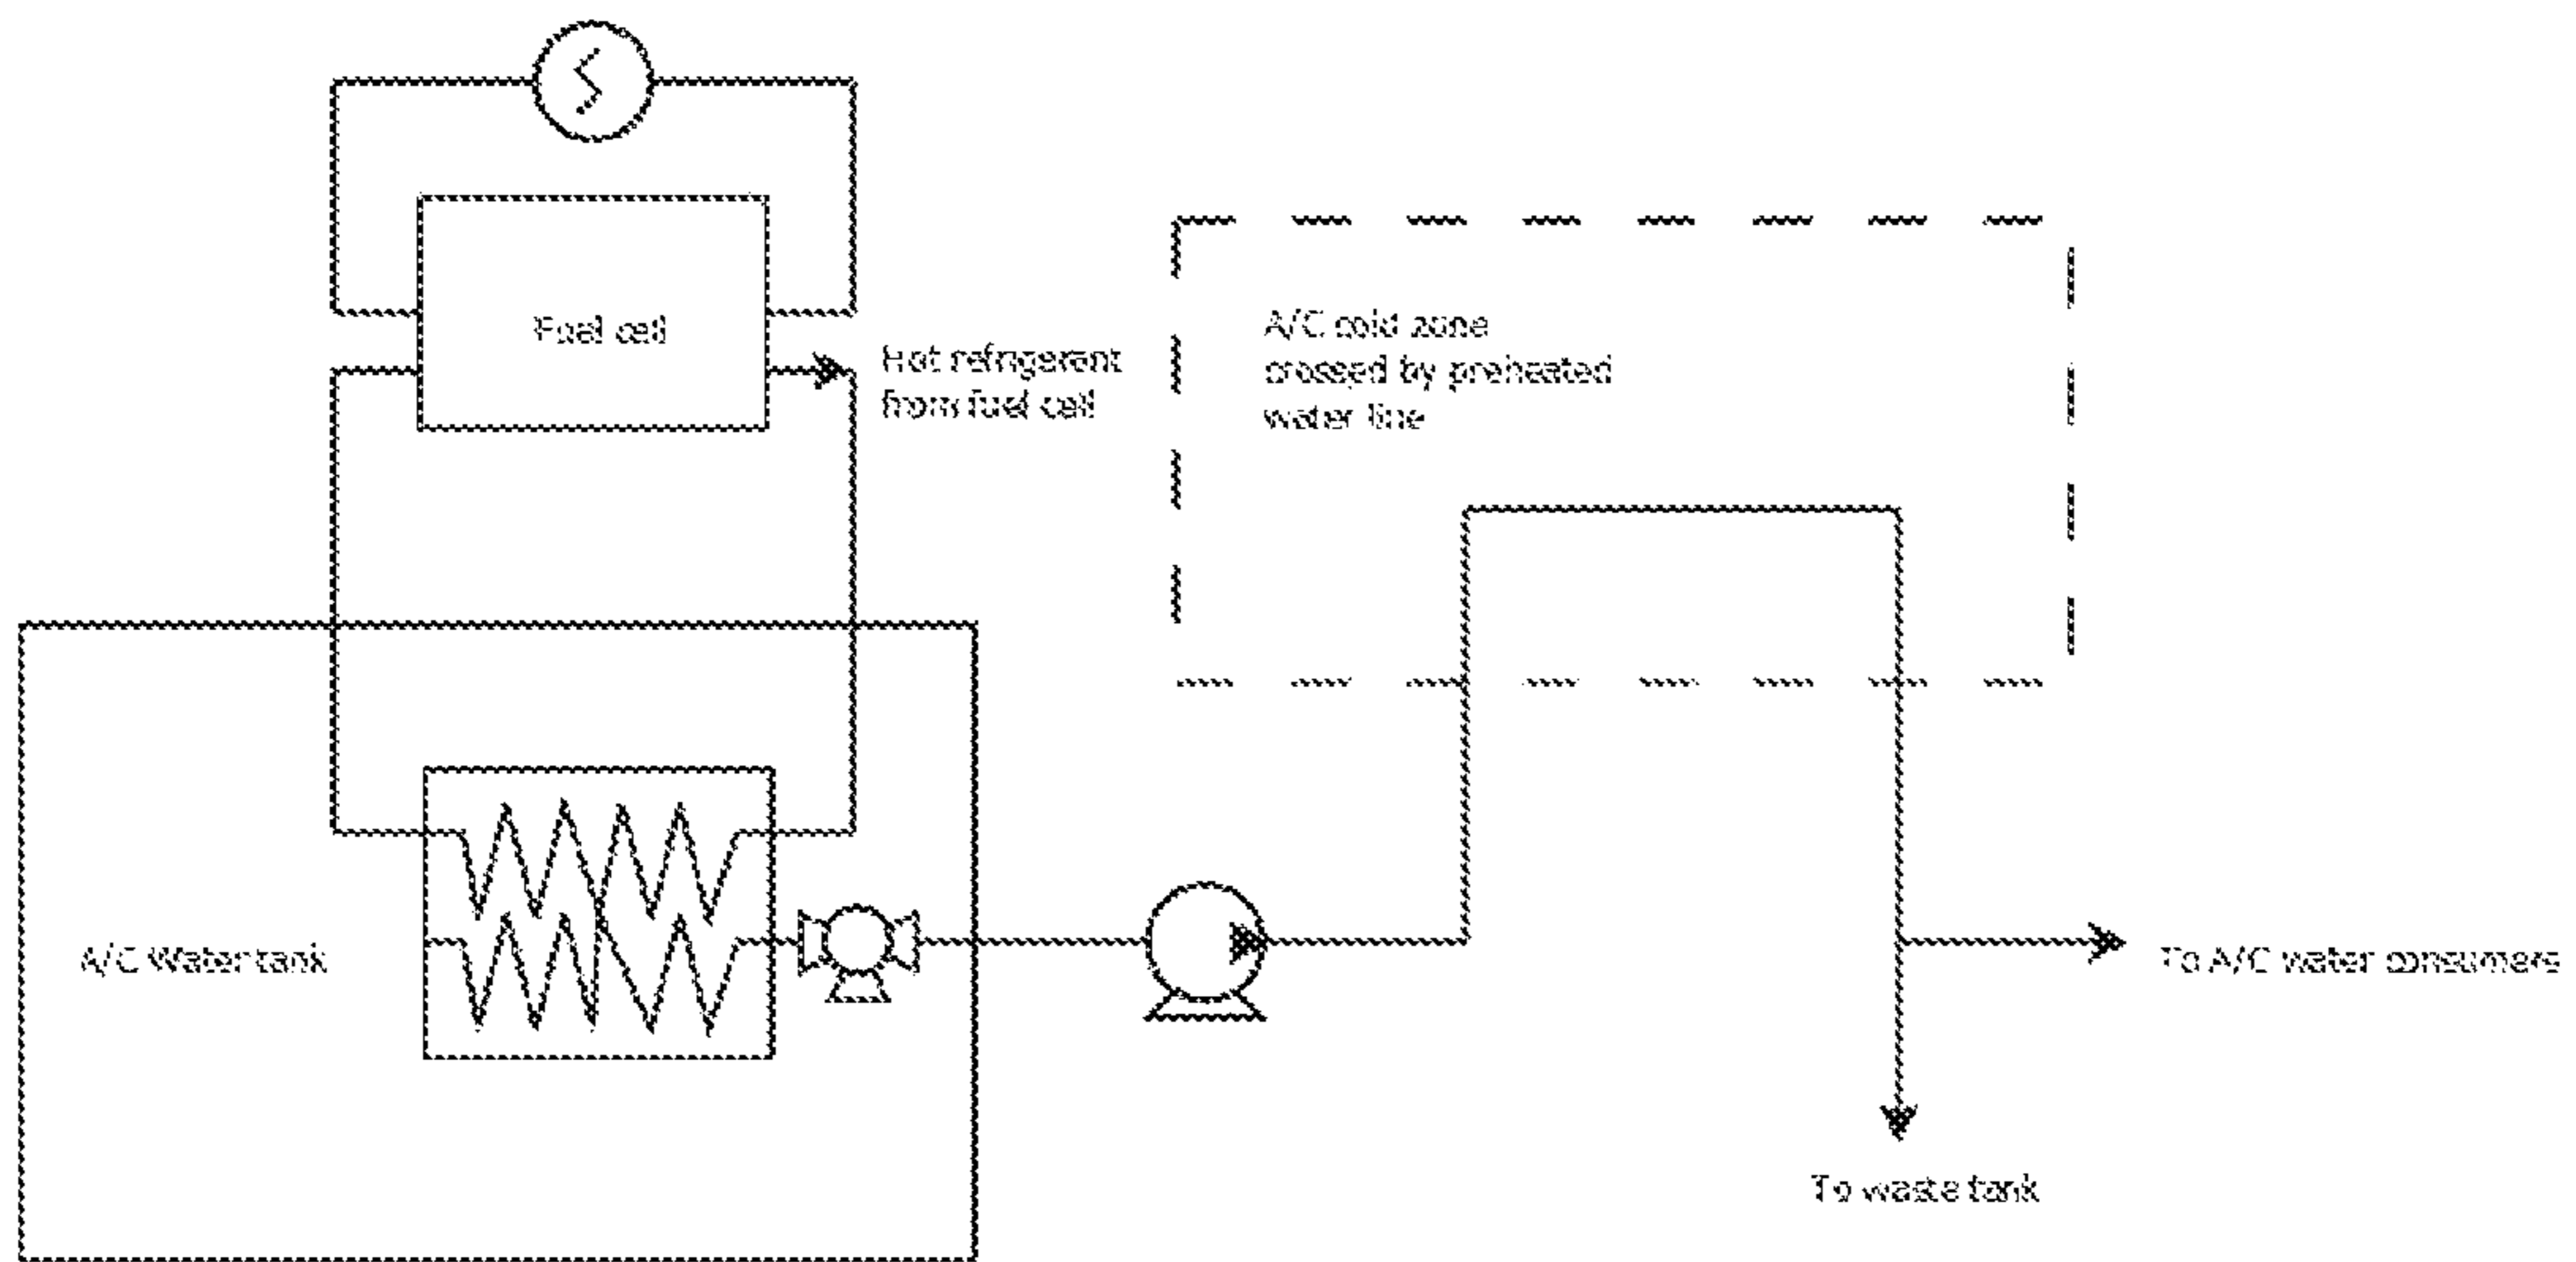 Fuel cell
Hot refrigerant
from fuel cell
A/C cold zone
crossed by preheated
water line
A/C Water tank
To A/C water consumers
To waste tank